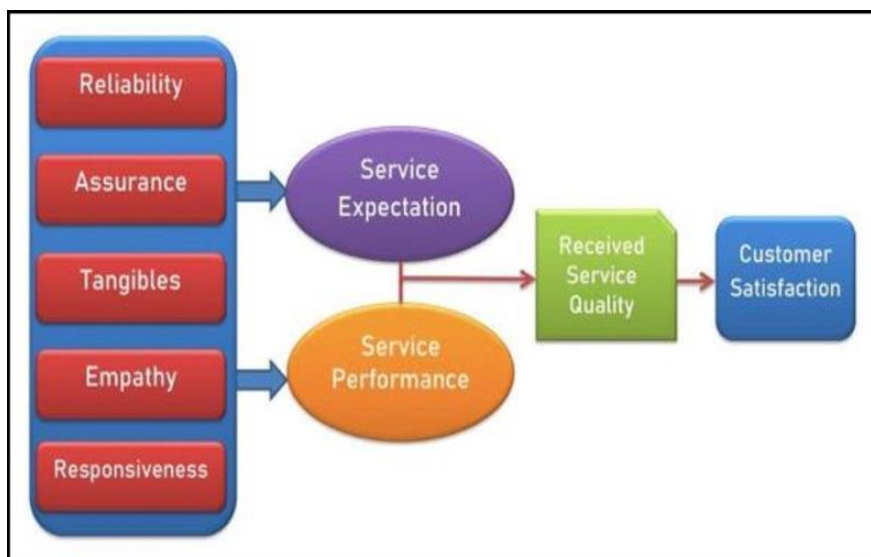 Reliability
Assurance
Tangibles
Empathy
Responsiveness
Service
Expectation
Service
Performance
Received
Service
Quality
Customer
Satisfaction